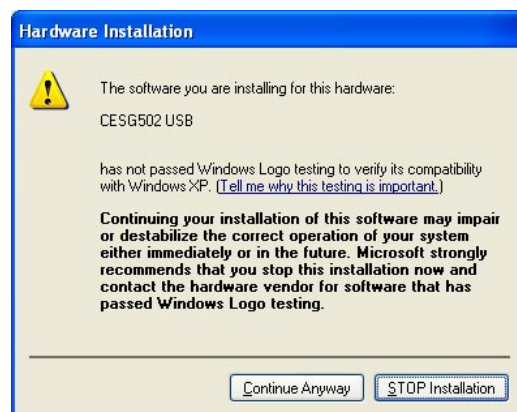 Hardware Installation
The software you are installing for this hardware:
CESG502 USB
has not passed Windows Logo testing to verify its compatibility
with Windows XP. (Tell me why this testing is important.)
Continuing your installation of this software may impair
or destabilize the correct operation of your system
either immediately or in the future. Microsoft strongly
recommends that you stop this installation now and
contact the hardware vendor for software that has
passed Windows Logo testing.
Continue Anyway
STOP Installation